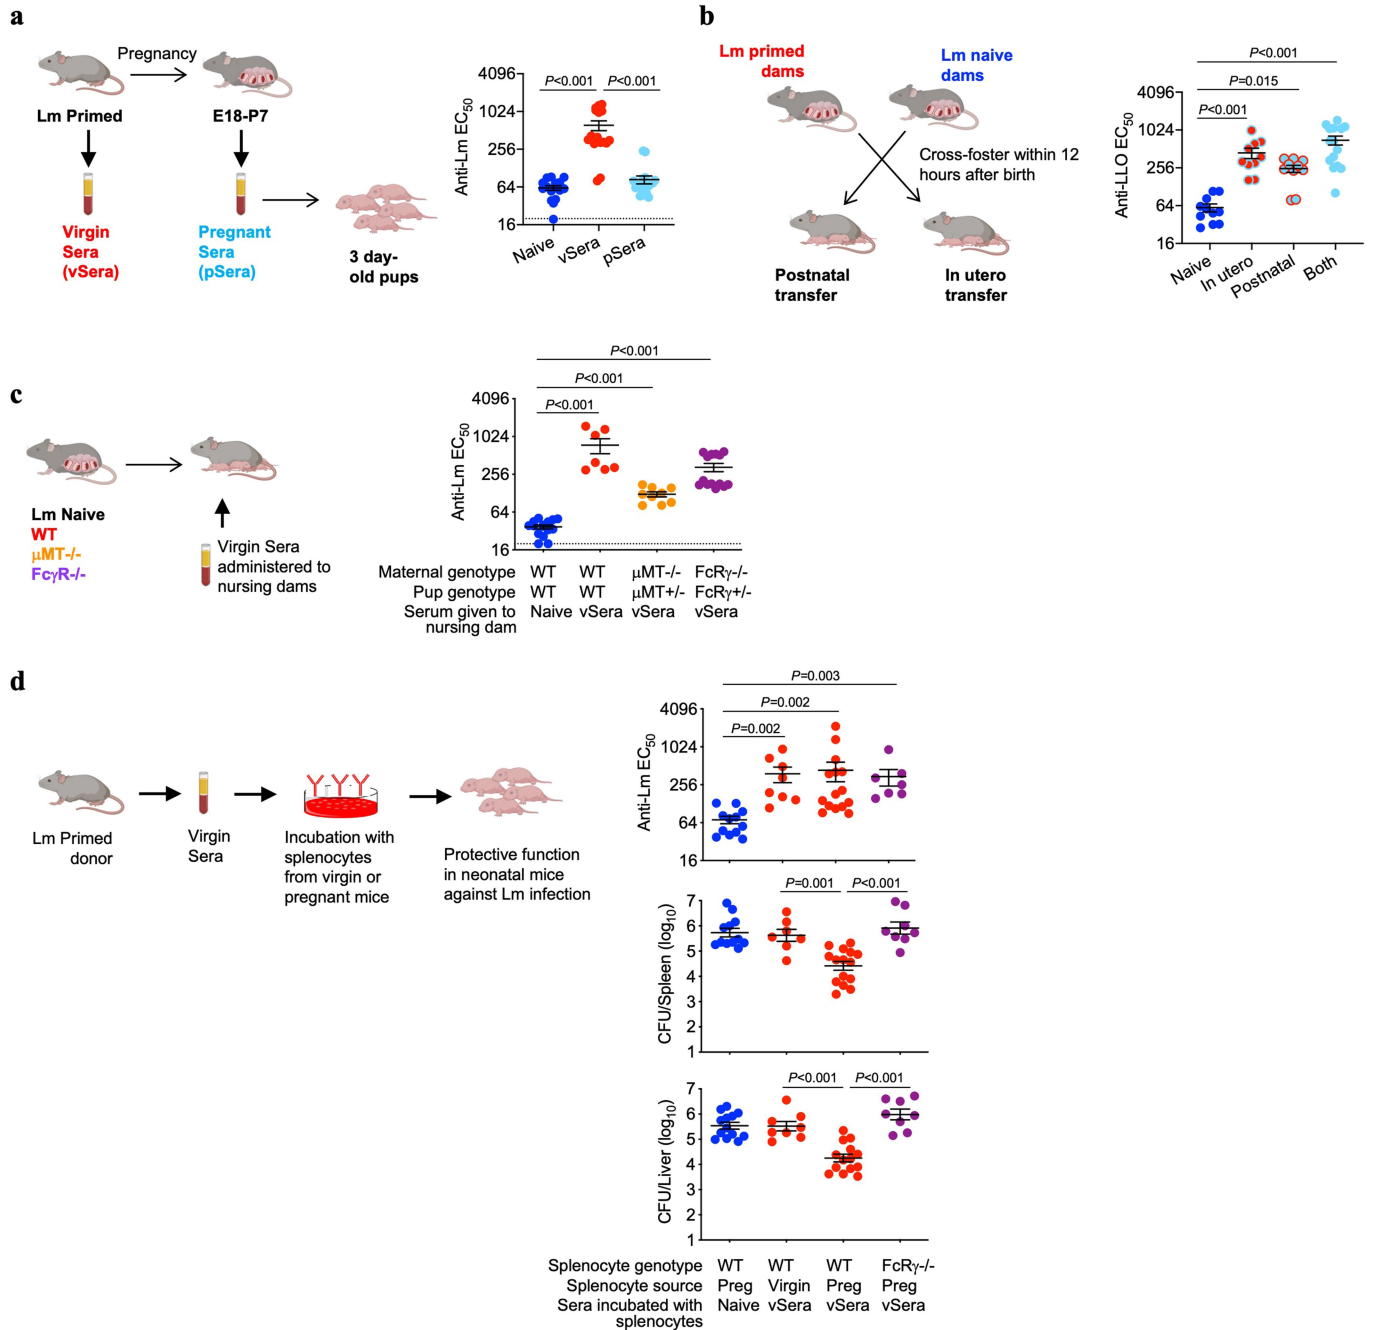 a
Pregnancy
Lm Primed
E18-P7
Virgin
Sera
(vSera)
Pregnant
Sera
(pSera)
3 day-
old pups
Anti-Lm EC50
4096
1024
256
64
16
P<0.001
P<0.001
Naive
vSera
pSera
b
Lm primed
dams
Lm naive
dams
Cross-foster within 12
hours after birth
Postnatal
transfer
In utero
transfer
Anti-LLO EC50
4096
1024
256
64
16
P<0.001
P=0.015
P<0.001
Naive
In utero
Postnatal
Both
c
Lm Naive
WT
μMT-/-
FcγR-/-
Virgin Sera
administered to
nursing dams
Anti-Lm EC50
4096
1024
256
64
16
P<0.001
P<0.001
P<0.001
Maternal genotype WT WT μMT-/- FcRγ-/-
Pup genotype WT WT μMT+/- FcRγ+/-
Serum given to Naive vSera vSera vSera
nursing dam
d
Lm Primed
donor
Virgin
Sera
Incubation with
splenocytes
from virgin or
pregnant mice
Protective function
in neonatal mice
against Lm infection
Anti-Lm EC50
4096
1024
256
64
16
P=0.003
P=0.002
P=0.002
CFU/Spleen (log10)
7
6
5
4
3
2
1
P=0.001
P<0.001
CFU/Liver (log10)
7
6
5
4
3
2
1
P<0.001
P<0.001
Splenocyte genotype WT WT WT FcRγ-/-
Splenocyte source Preg Virgin Preg Preg
Sera incubated with Naive vSera vSera vSera
splenocytes